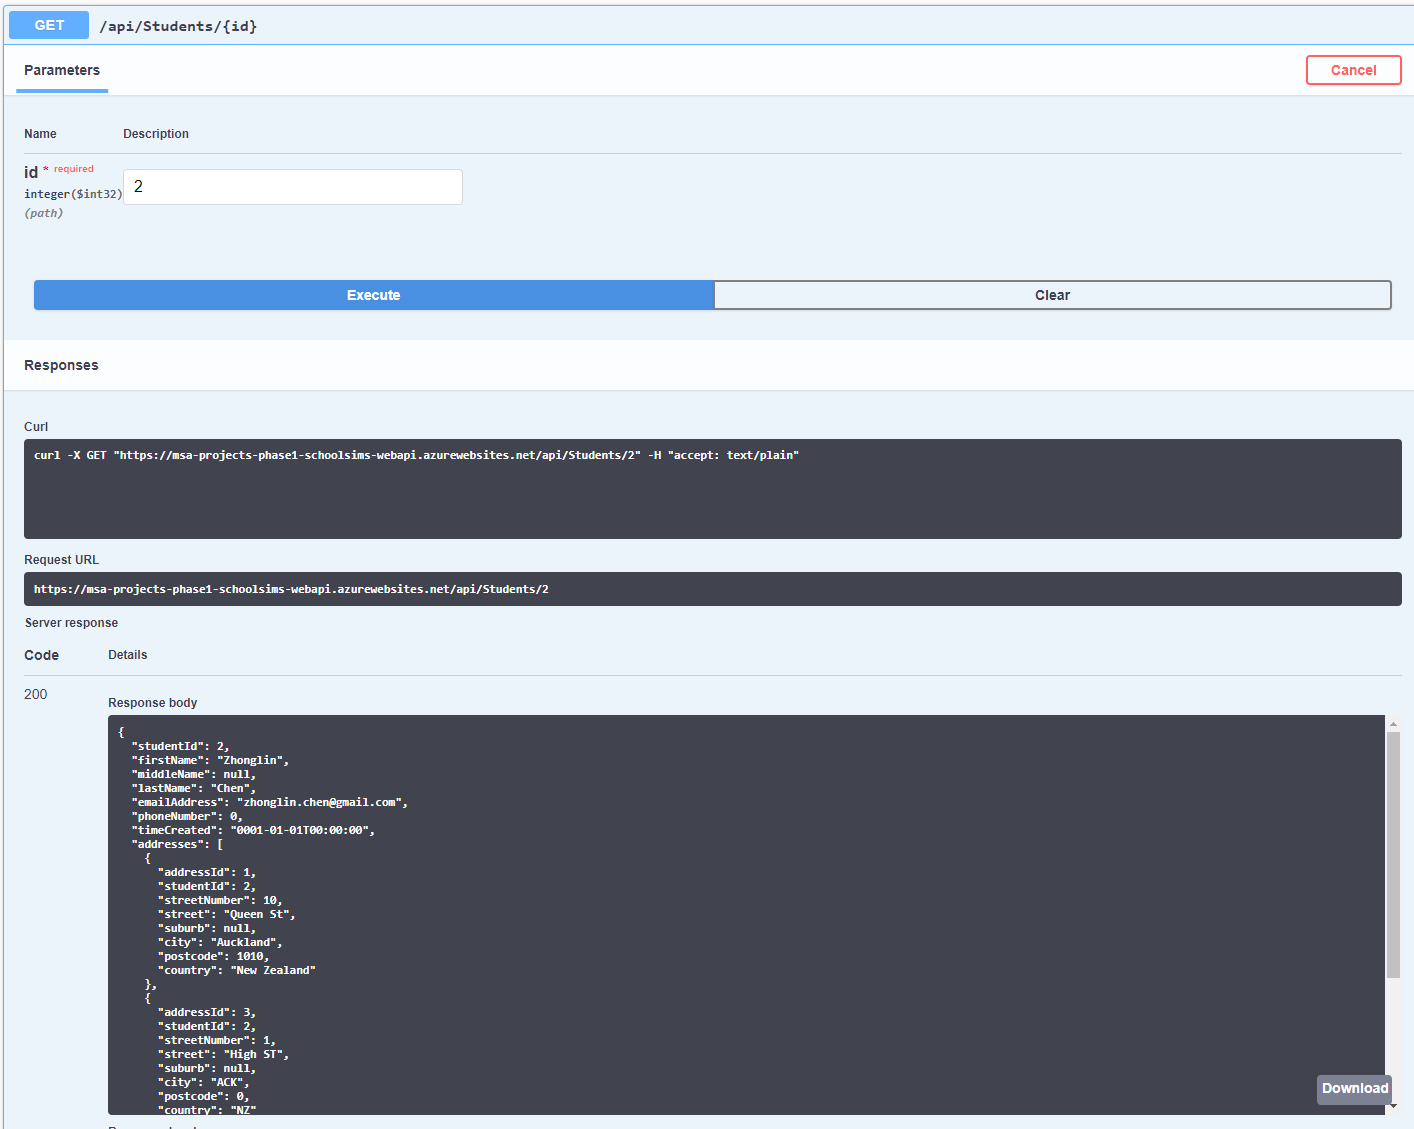 GET /api/Students/{id}
Parameters
Cancel
Name Description
id * required
integer($int32)
(path)
2
Execute Clear
Responses
Curl
curl -X GET "https://msa-projects-phase1-schoolsims-webapi.azurewebsites.net/api/Students/2" -H "accept: text/plain"
Request URL
https://msa-projects-phase1-schoolsims-webapi.azurewebsites.net/api/Students/2
Server response
Code Details
200
Response body
{
"studentId": 2,
"firstName": "Zhonglin",
"middleName": null,
"lastName": "Chen",
"emailAddress": "zhonglin.chen@gmail.com",
"phoneNumber": 0,
"timeCreated": "0001-01-01T00:00:00",
"addresses": [
{
"addressId": 1,
"studentId": 2,
"streetNumber": 10,
"street": "Queen St",
"suburb": null,
"city": "Auckland",
"postcode": 1010,
"country": "New Zealand"
},
{
"addressId": 3,
"studentId": 2,
"streetNumber": 1,
"street": "High ST",
"suburb": null,
"city": "ACK",
"postcode": 0,
"country": "NZ"
Download